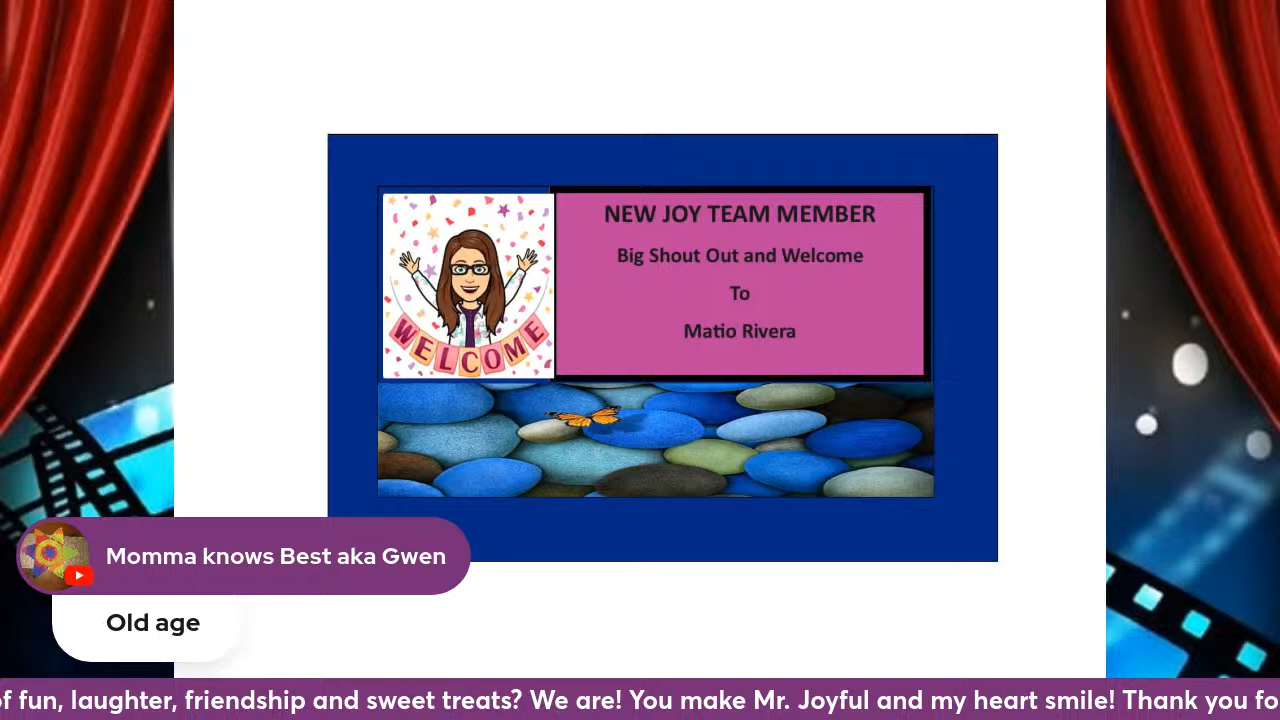 NEW JOY TEAM MEMBER
Big Shout Out and Welcome
To
Matio Rivera
WELCOME
Momma knows Best aka Gwen
Old age
of fun, laughter, friendship and sweet treats? We are! You make Mr. Joyful and my heart smile! Thank you fo